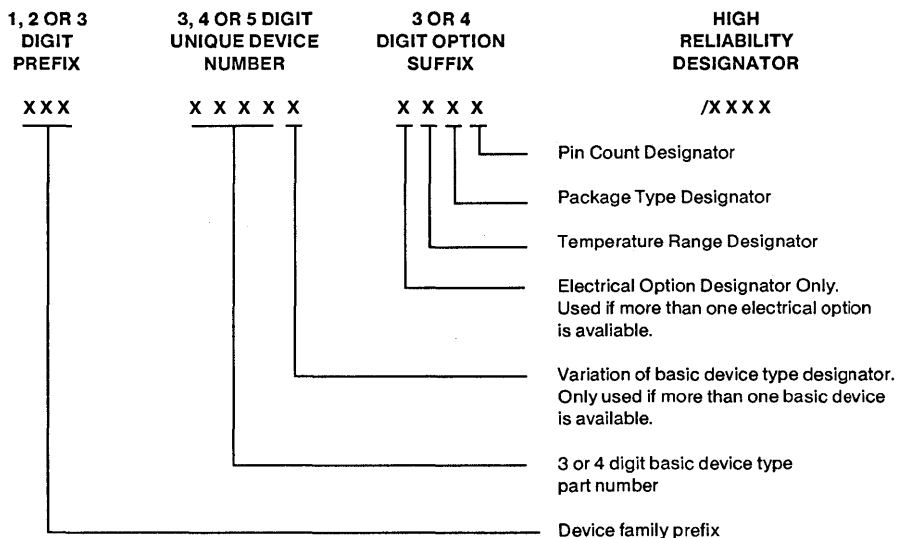 1, 2 OR 3
DIGIT
PREFIX
3, 4 OR 5 DIGIT
UNIQUE DEVICE
NUMBER
3 OR 4
DIGIT OPTION
SUFFIX
HIGH
RELIABILITY
DESIGNATOR
X X X
X X X X X
X X X X
/X X X X
Pin Count Designator
Package Type Designator
Temperature Range Designator
Electrical Option Designator Only.
Used if more than one electrical option
is avaliable.
Variation of basic device type designator.
Only used if more than one basic device
is available.
3 or 4 digit basic device type
part number
Device family prefix